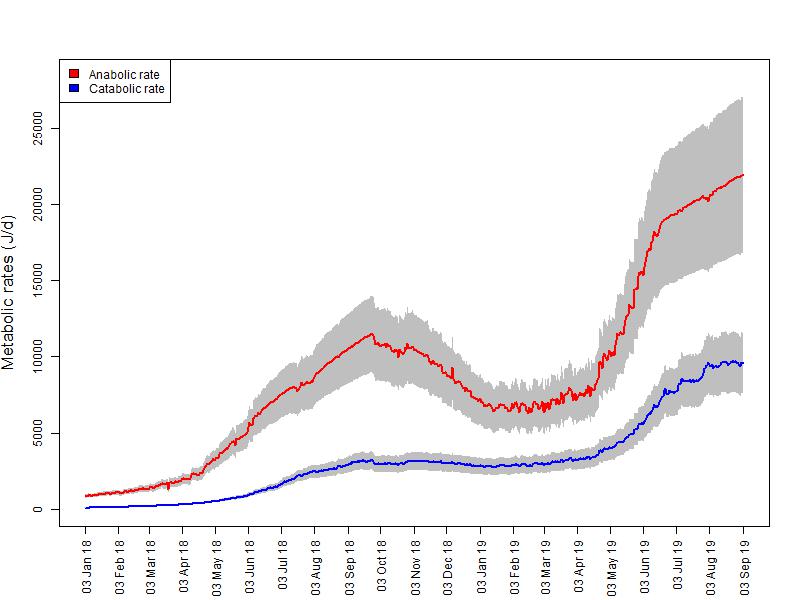 Anabolic rate
Catabolic rate
Metabolic rates (J/d)
25000
20000
15000
10000
5000
0
03 Jan 18
03 Feb 18
03 Mar 18
03 Apr 18
03 May 18
03 Jun 18
03 Jul 18
03 Aug 18
03 Sep 18
03 Oct 18
03 Nov 18
03 Dec 18
03 Jan 19
03 Feb 19
03 Mar 19
03 Apr 19
03 May 19
03 Jun 19
03 Jul 19
03 Aug 19
03 Sep 19